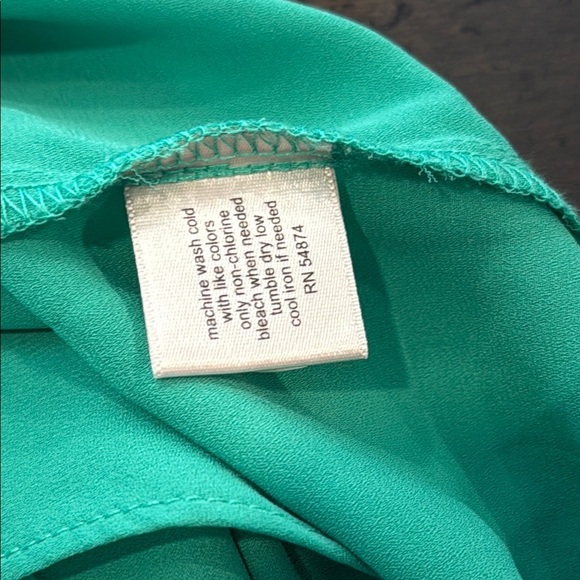 machine wash cold
with like colors
only non-chlorine
bleach when needed
tumble dry low
cool iron if needed
RN 54874